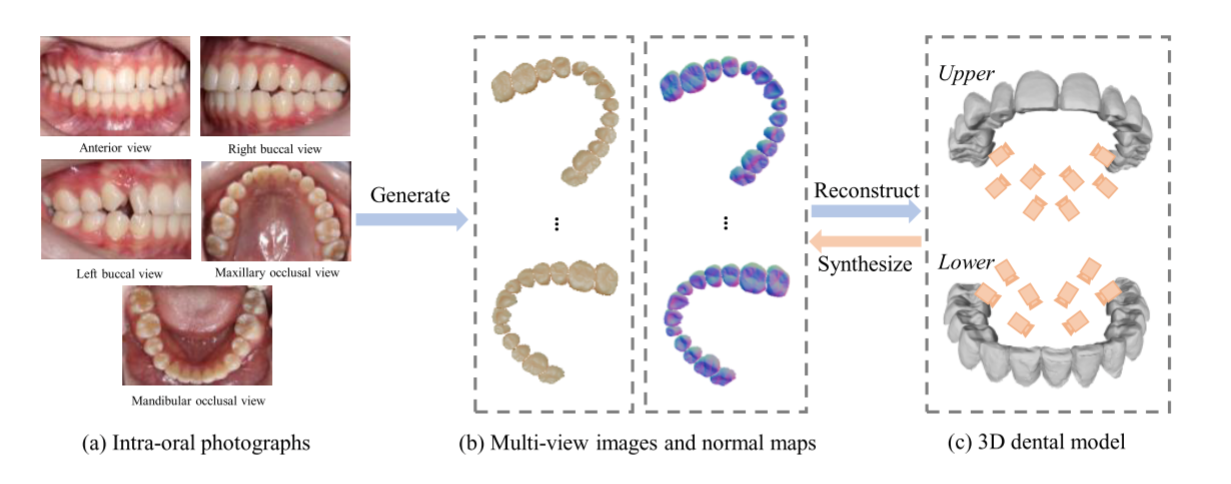 Anterior view
Right buccal view
Left buccal view
Maxillary occlusal view
Mandibular occlusal view
(a) Intra-oral photographs
Generate
...
...
(b) Multi-view images and normal maps
Reconstruct
Synthesize
Upper
Lower
(c) 3D dental model